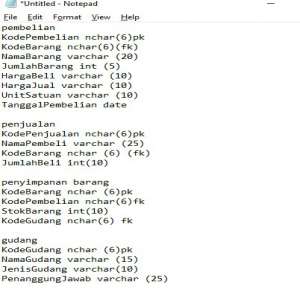 *Untitled - Notepad
File Edit Format View Help
pembelian
KodePembelian nchar(6)pk
KodeBarang nchar(6)(fk)
NamaBarang varchar (20)
JumlahBarang int (5)
HargaBeli varchar (10)
HargaJual varchar (10)
UnitSatuan varchar (10)
TanggalPembelian date
penjualan
KodePenjualan nchar(6)pk
NamaPembeli varchar (25)
KodeBarang nchar (6) (fk)
JumlahBeli int(10)
penyimpanan barang
KodeBarang nchar (6)pk
KodePembelian nchar(6)fk
StokBarang int(10)
KodeGudang nchar(6) fk
gudang
KodeGudang nchar (6)pk
NamaGudang varchar (15)
JenisGudang varchar(10)
PenanggungJawab varchar (25)